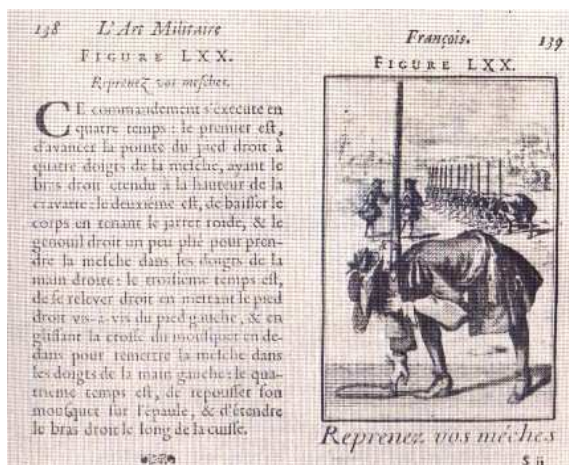 138 L'Art Militaire
FIGURE LXX.
Reprenez vos mesches.
CE commandement s'execute en
quatre temps : le premier est,
d'avancer la pointe du pied droit à
quatre doigts de la mesche, ayant le
bras droit étendu à la hauteur de la
cravatte : le deuxiéme est, de baisser le
corps en tenant le jarret roide, & le
genouil droit un peu plié pour pren-
dre la mesche dans les doigts de la
main droite : le troisieme temps est,
de se relever droit en mettant le pied
droit vis-à-vis du pied gauche, & en
glissant la crosse du mousquet en de-
dans pour remettre la mesche dans
les doigts de la main gauche : le qua-
trieme temps est, de repousser son
mousquet sur l'épaule, & d'étendre
le bras droit le long de la cuisse.
François. 139
FIGURE LXX.
Reprenez vos méches
S ij